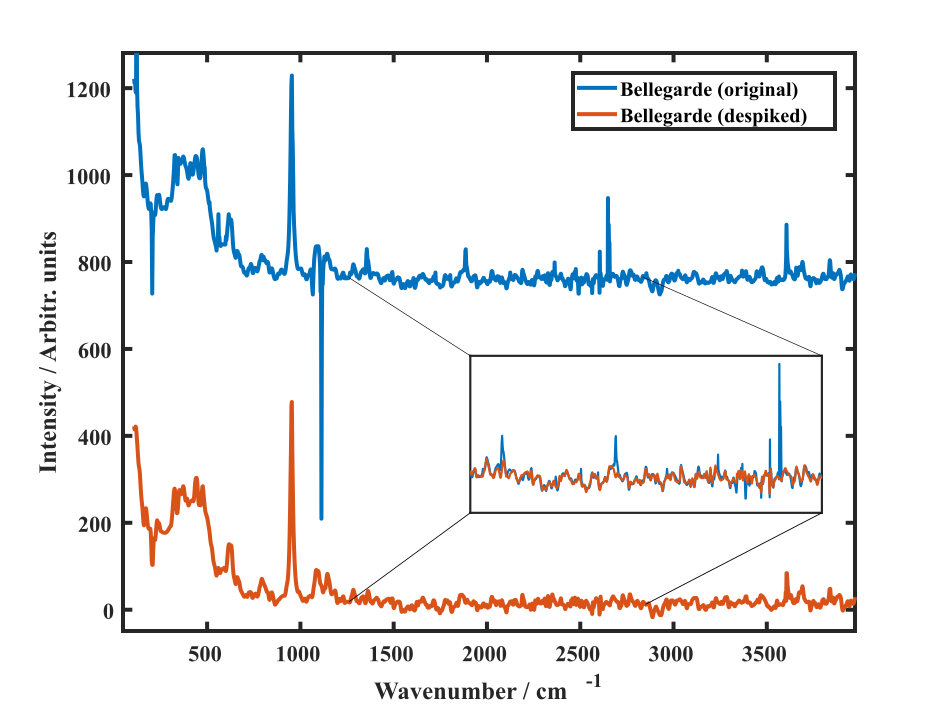 Bellegarde (original)
Bellegarde (despiked)
1200
1000
800
600
400
200
0
Intensity / Arbitr. units
500 1000 1500 2000 2500 3000 3500
Wavenumber / cm -1